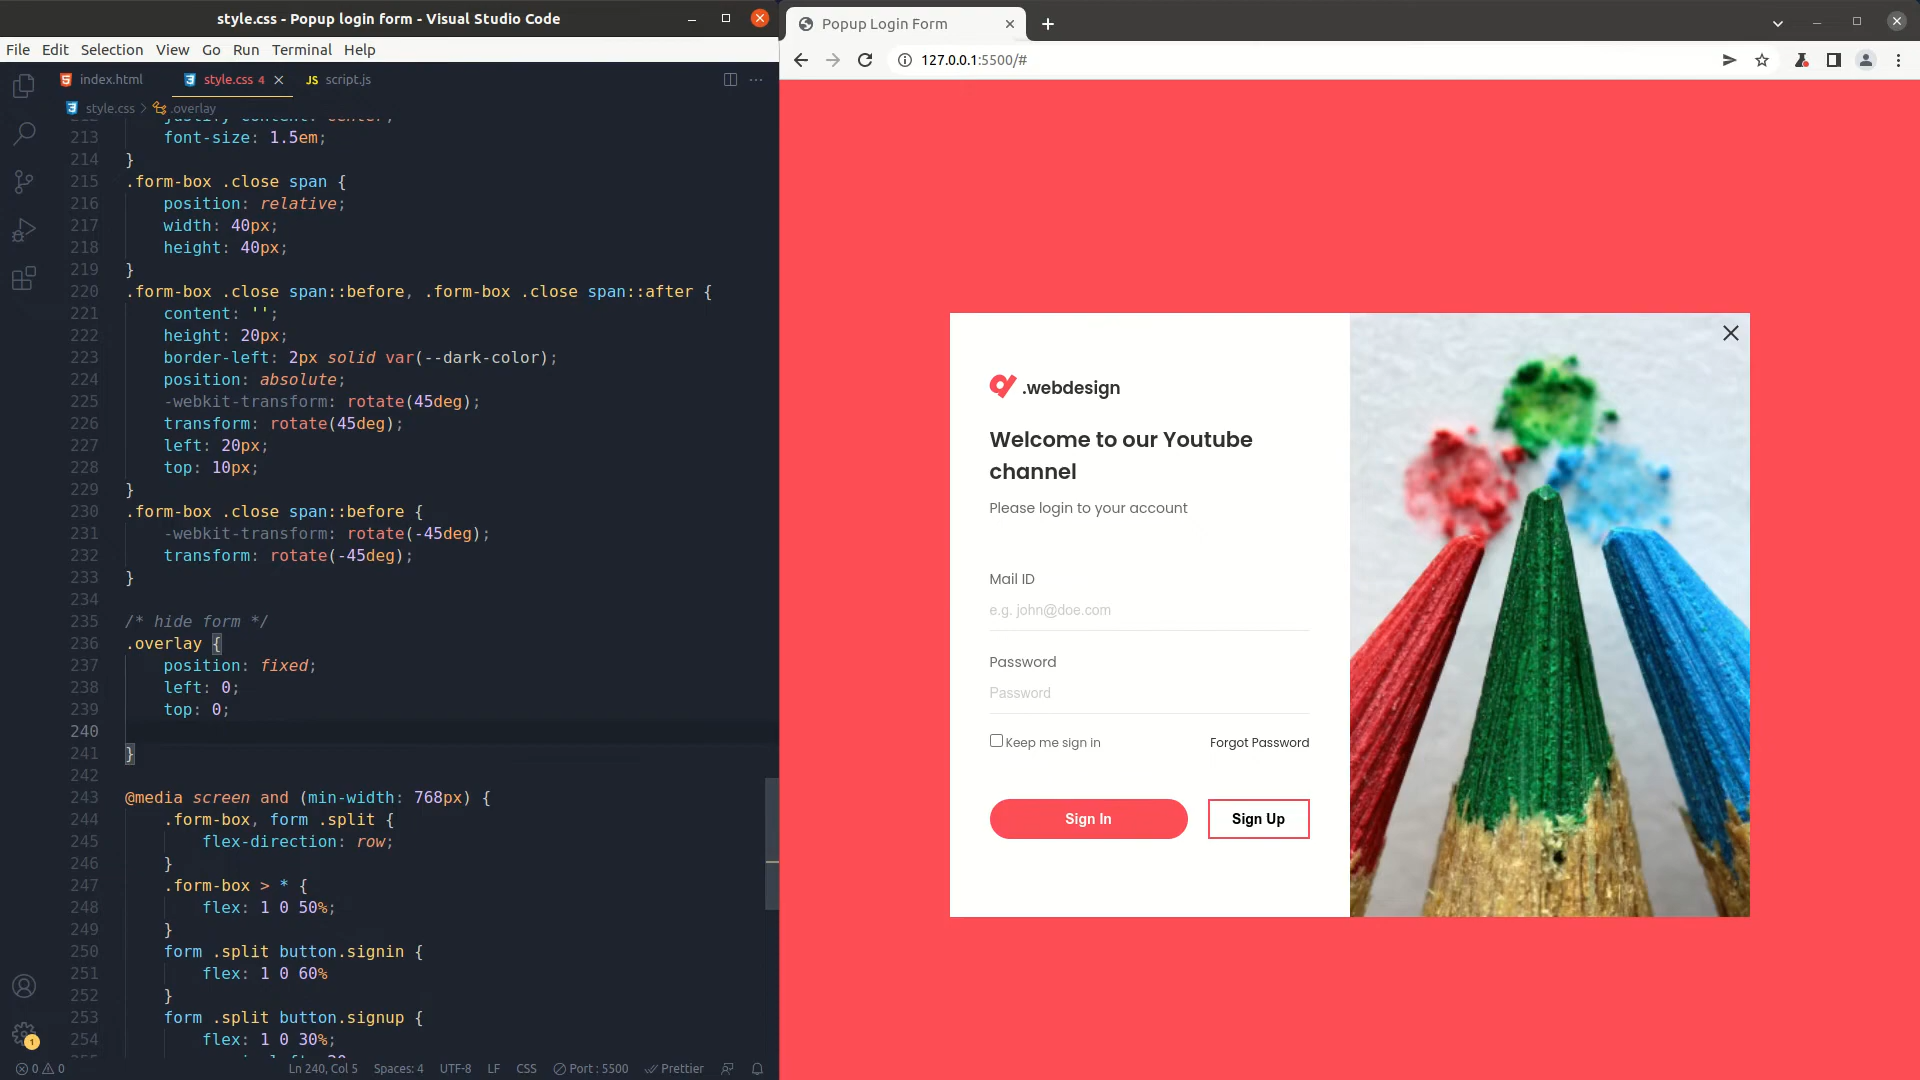 style.css - Popup login form - Visual Studio Code
File Edit Selection View Go Run Terminal Help
index.html
style.css 4
JS script.js
style.css > .overlay
212 justify-content: center;
213 font-size: 1.5em;
214 }
215 .form-box .close span {
216 position: relative;
217 width: 40px;
218 height: 40px;
219 }
220 .form-box .close span::before, .form-box .close span::after {
221 content: '';
222 height: 20px;
223 border-left: 2px solid var(--dark-color);
224 position: absolute;
225 -webkit-transform: rotate(45deg);
226 transform: rotate(45deg);
227 left: 20px;
228 top: 10px;
229 }
230 .form-box .close span::before {
231 -webkit-transform: rotate(-45deg);
232 transform: rotate(-45deg);
233 }
234
235 /* hide form */
236 .overlay {
237 position: fixed;
238 left: 0;
239 top: 0;
240
241 }
242
243 @media screen and (min-width: 768px) {
244 .form-box, form .split {
245 flex-direction: row;
246 }
247 .form-box > * {
248 flex: 1 0 50%;
249 }
250 form .split button.signin {
251 flex: 1 0 60%
252 }
253 form .split button.signup {
254 flex: 1 0 30%;
1
0 0 Ln 240, Col 5 Spaces: 4 UTF-8 LF CSS Port : 5500 Prettier
Popup Login Form
127.0.0.1:5500/#
.webdesign
Welcome to our Youtube
channel
Please login to your account
Mail ID
e.g. john@doe.com
Password
Password
Keep me sign in
Forgot Password
Sign In
Sign Up